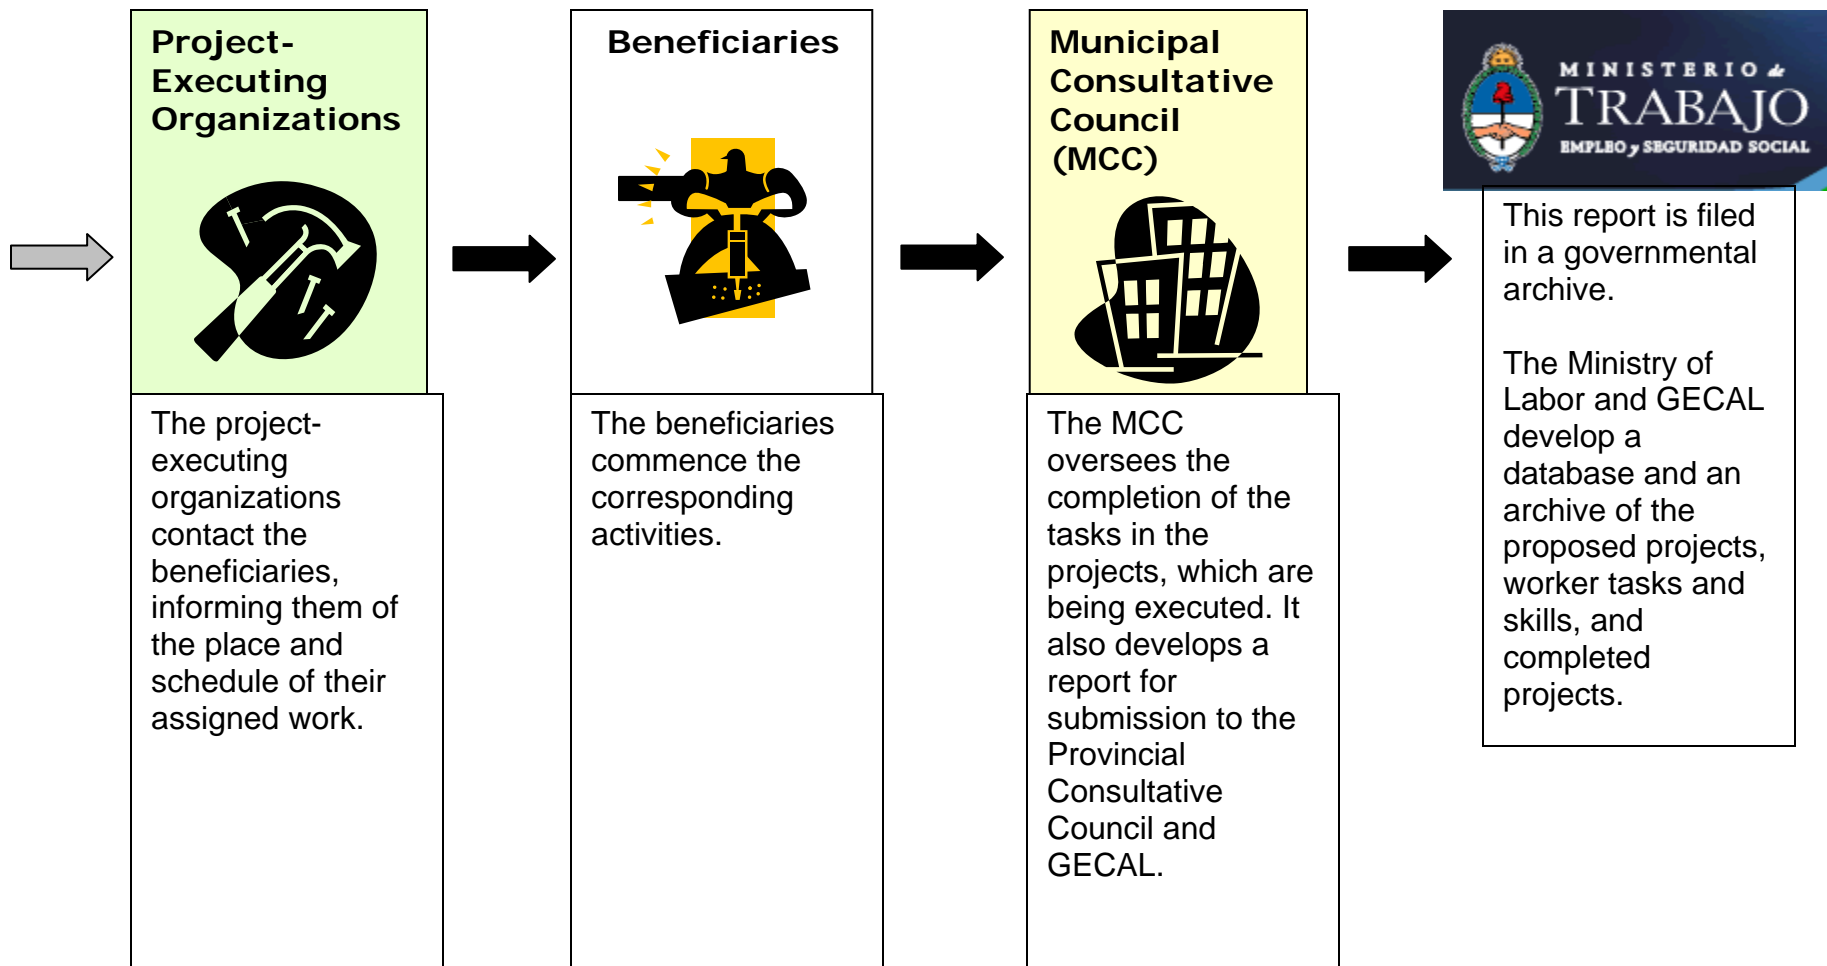 Project-
Executing
Organizations
The project-
executing
organizations
contact the
beneficiaries,
informing them of
the place and
schedule of their
assigned work.
Beneficiaries
The beneficiaries
commence the
corresponding
activities.
Municipal
Consultative
Council
(MCC)
The MCC
oversees the
completion of the
tasks in the
projects, which are
being executed. It
also develops a
report for
submission to the
Provincial
Consultative
Council and
GECAL.
MINISTERIO de
TRABAJO
EMPLEO y SEGURIDAD SOCIAL
This report is filed
in a governmental
archive.
The Ministry of
Labor and GECAL
develop a
database and an
archive of the
proposed projects,
worker tasks and
skills, and
completed
projects.